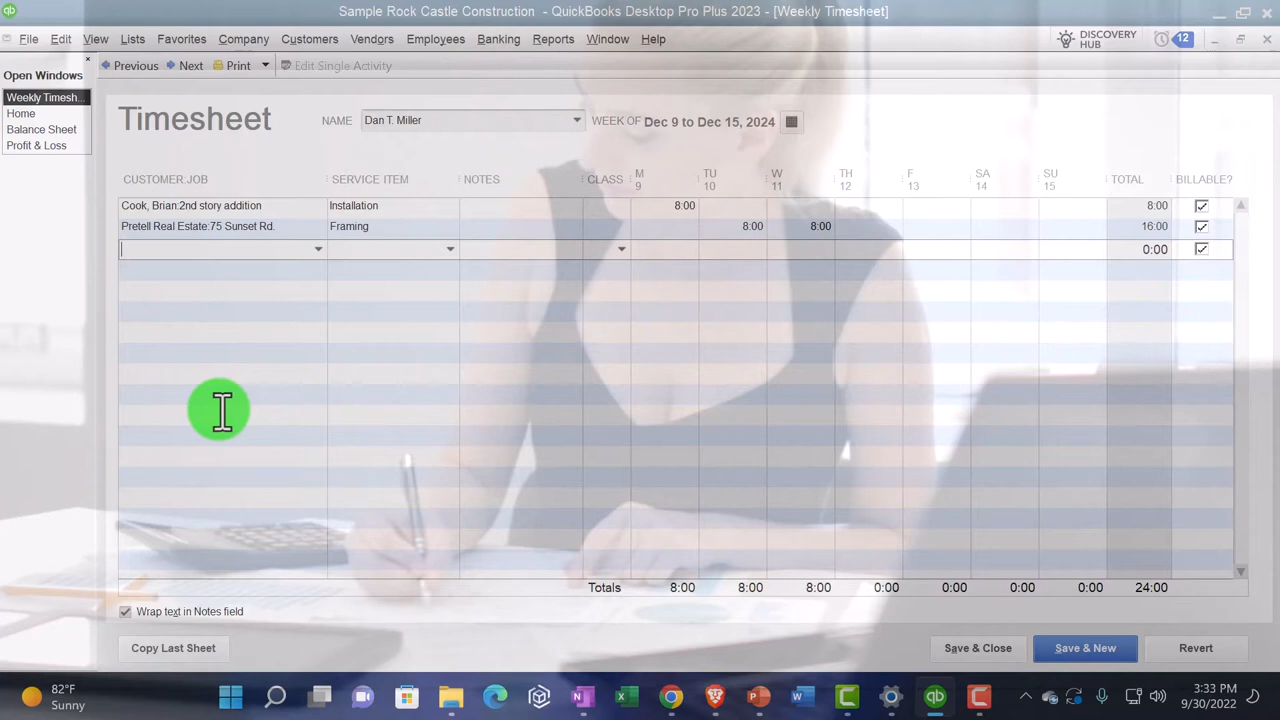 Sample Rock Castle Construction - QuickBooks Desktop Pro Plus 2023 - [Weekly Timesheet]
File Edit View Lists Favorites Company Customers Vendors Employees Banking Reports Window Help
DISCOVERY HUB 12
Open Windows
Weekly Timesh...
Home
Balance Sheet
Profit & Loss
Previous Next Print Edit Single Activity
Timesheet NAME Dan T. Miller WEEK OF Dec 9 to Dec 15, 2024
CUSTOMER:JOB SERVICE ITEM NOTES CLASS M 9 TU 10 W 11 TH 12 F 13 SA 14 SU 15 TOTAL BILLABLE?
Cook, Brian:2nd story addition Installation 8:00 8:00
Pretell Real Estate:75 Sunset Rd. Framing 8:00 8:00 16:00
0:00
Totals 8:00 8:00 8:00 0:00 0:00 0:00 0:00 24:00
Wrap text in Notes field
Copy Last Sheet Save & Close Save & New Revert
82°F
Sunny
3:33 PM
9/30/2022